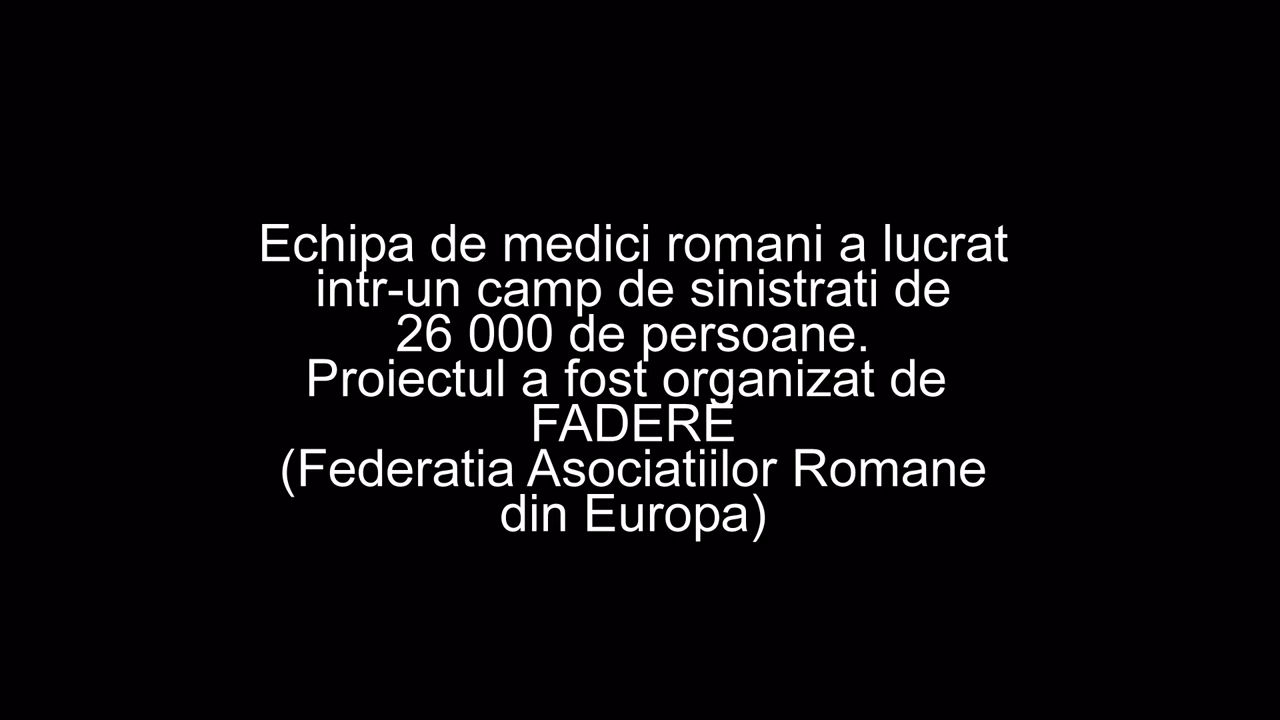 Echipa de medici romani a lucrat
intr-un camp de sinistrati de
26 000 de persoane.
Proiectul a fost organizat de
FADERE
(Federatia Asociatiilor Romane
din Europa)